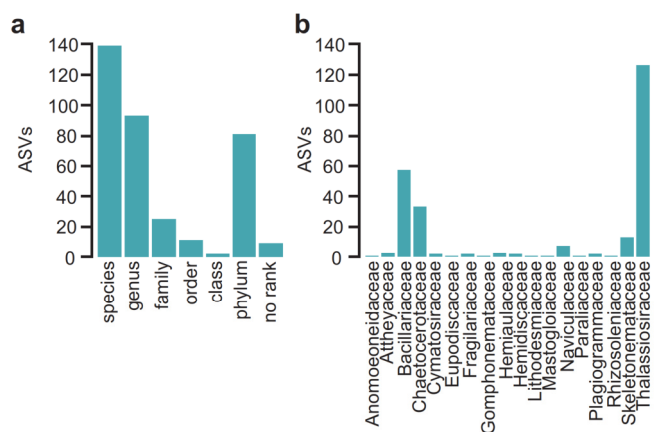 a
140
120
100
80
60
40
20
0
ASVs
species
genus
family
order
class
phylum
no rank
b
140
120
100
80
60
40
20
0
ASVs
Anomoeoneidaceae
Attheyaceae
Bacillariaceae
Chaetocerotaceae
Cymatosiraceae
Eupodiscaceae
Fragilariaceae
Gomphonemataceae
Hemiaulaceae
Hemidiscaceae
Lithodesmiaceae
Mastogloiaceae
Naviculaceae
Paraliaceae
Plagiogrammaceae
Rhizosoleniaceae
Skeletonemataceae
Thalassiosiraceae